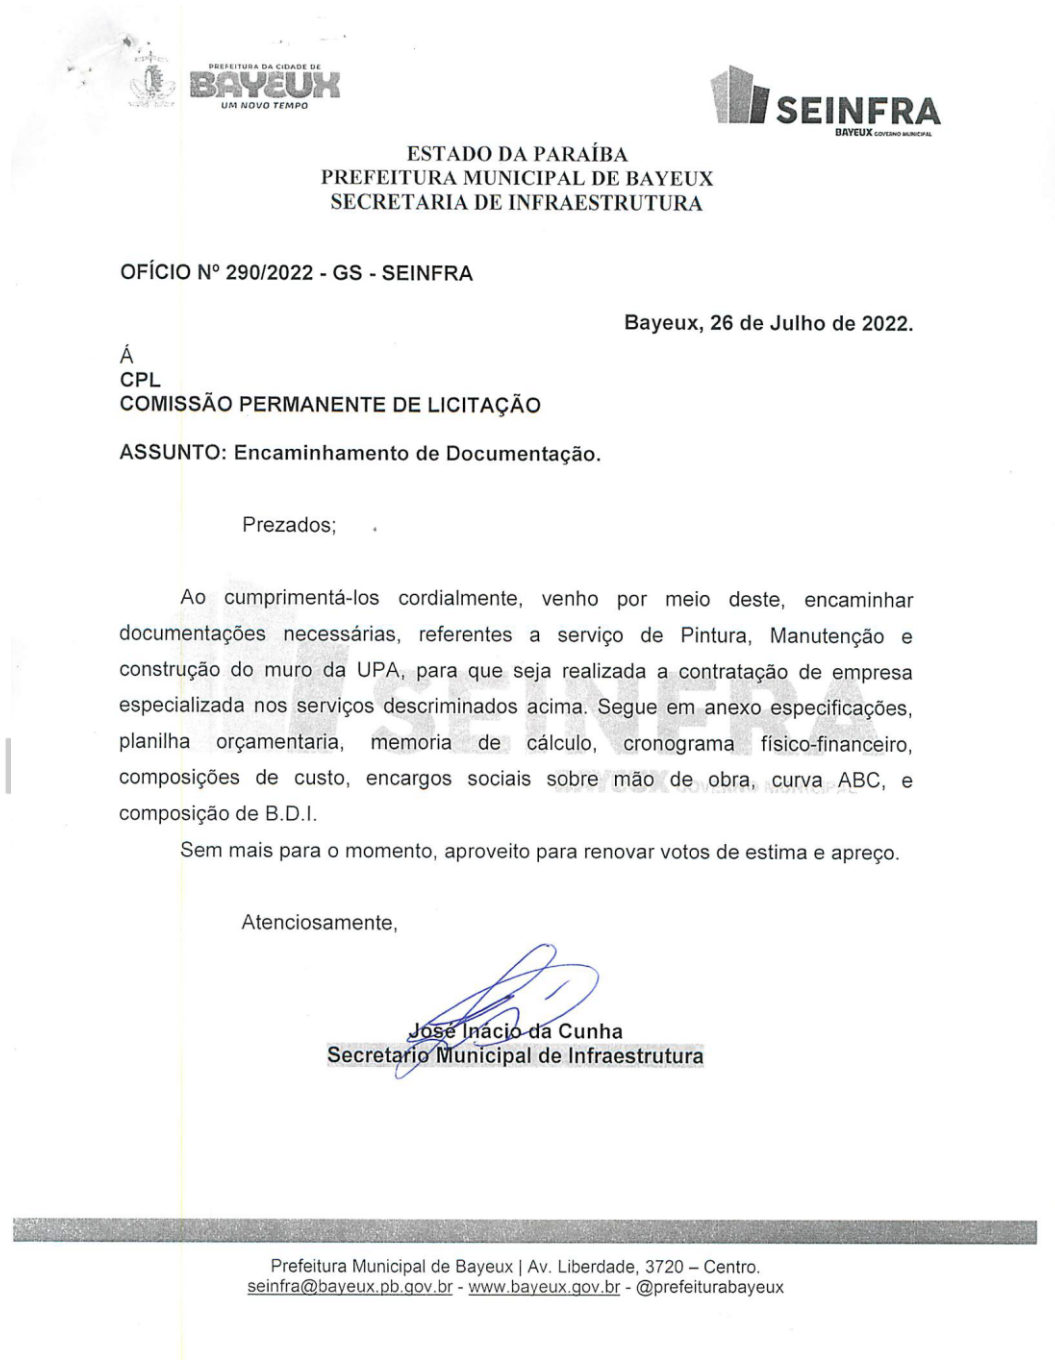 PREFEITURA DA CIDADE DE
BAYEUX
UM NOVO TEMPO
SEINFRA
BAYEUX GOVERNO MUNICIPAL
ESTADO DA PARAÍBA
PREFEITURA MUNICIPAL DE BAYEUX
SECRETARIA DE INFRAESTRUTURA
OFÍCIO Nº 290/2022 - GS - SEINFRA
Bayeux, 26 de Julho de 2022.
Á
CPL
COMISSÃO PERMANENTE DE LICITAÇÃO
ASSUNTO: Encaminhamento de Documentação.
Prezados;
Ao cumprimentá-los cordialmente, venho por meio deste, encaminhar
documentações necessárias, referentes a serviço de Pintura, Manutenção e
construção do muro da UPA, para que seja realizada a contratação de empresa
especializada nos serviços descriminados acima. Segue em anexo especificações,
planilha orçamentaria, memoria de cálculo, cronograma físico-financeiro,
composições de custo, encargos sociais sobre mão de obra, curva ABC, e
composição de B.D.I.
SEINFRA
BAYEUX GOVERNO MUNICIPAL
Sem mais para o momento, aproveito para renovar votos de estima e apreço.
Atenciosamente,
José Inácio da Cunha
Secretario Municipal de Infraestrutura
Prefeitura Municipal de Bayeux | Av. Liberdade, 3720 – Centro.
seinfra@bayeux.pb.gov.br - www.bayeux.gov.br - @prefeiturabayeux